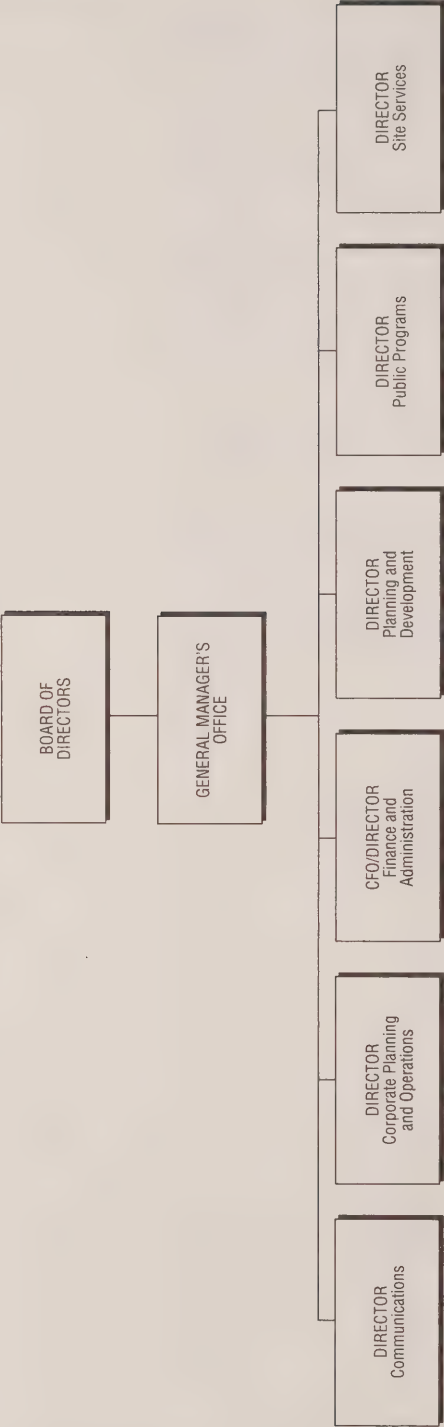 BOARD OF
DIRECTORS
GENERAL MANAGER'S
OFFICE
DIRECTOR
Communications
DIRECTOR
Corporate Planning
and Operations
CFO/DIRECTOR
Finance and
Administration
DIRECTOR
Planning and
Development
DIRECTOR
Public Programs
DIRECTOR
Site Services